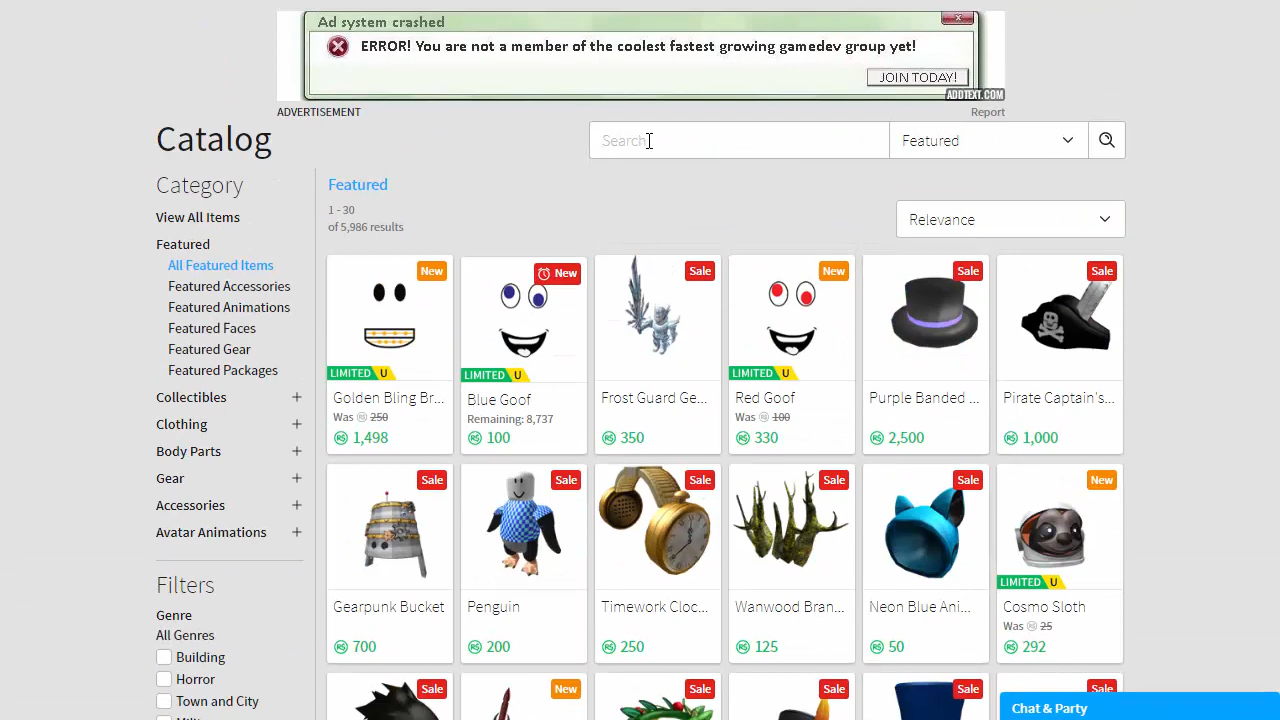 Ad system crashed
ERROR! You are not a member of the coolest fastest growing gamedev group yet!
JOIN TODAY!
ADDTEXT.COM
ADVERTISEMENT
Report
Catalog
Search
Featured
Category
View All Items
Featured
All Featured Items
Featured Accessories
Featured Animations
Featured Faces
Featured Gear
Featured Packages
Collectibles +
Clothing +
Body Parts +
Gear +
Accessories +
Avatar Animations +
Filters
Genre
All Genres
Building
Horror
Town and City
Featured
1 - 30
of 5,986 results
Relevance
New
New
Sale
New
Sale
Sale
LIMITED U
LIMITED U
LIMITED U
Golden Bling Br...
Was R$ 250
R$ 1,498
Blue Goof
Remaining: 8,737
R$ 100
Frost Guard Ge...
R$ 350
Red Goof
Was R$ 100
R$ 330
Purple Banded ...
R$ 2,500
Pirate Captain's...
R$ 1,000
Sale
Sale
Sale
Sale
Sale
New
LIMITED U
Gearpunk Bucket
R$ 700
Penguin
R$ 200
Timework Cloc...
R$ 250
Wanwood Bran...
R$ 125
Neon Blue Ani...
R$ 50
Cosmo Sloth
Was R$ 25
R$ 292
Sale
New
Sale
Sale
Sale
Sale
Chat & Party